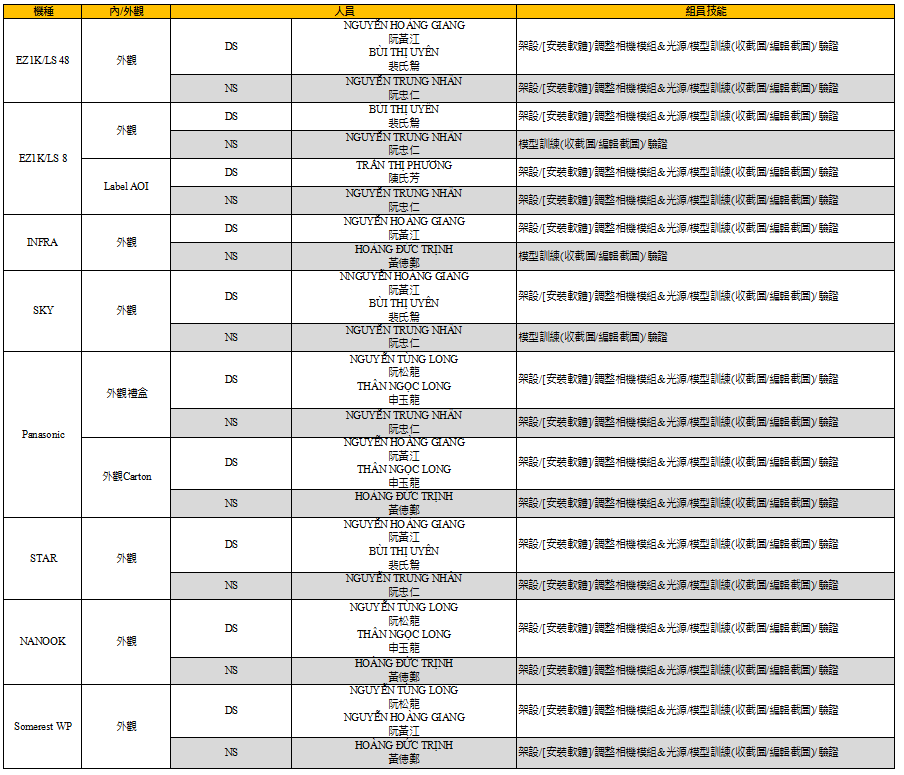 機種 內/外觀 人員 組員技能
EZ1K/LS 48 外觀 DS
NGUYỄN HOÀNG GIANG
阮黃江
BÙI THỊ UYÊN
裴氏鴛
架設/[安裝軟體]/調整相機模組&光源/模型訓練(收截圖/編輯截圖)/驗證
NS
NGUYỄN TRUNG NHÂN
阮忠仁
架設/[安裝軟體]/調整相機模組&光源/模型訓練(收截圖/編輯截圖)/驗證
EZ1K/LS 8 外觀 DS
BÙI THỊ UYÊN
裴氏鴛
架設/[安裝軟體]/調整相機模組&光源/模型訓練(收截圖/編輯截圖)/驗證
NS
NGUYỄN TRUNG NHÂN
阮忠仁
模型訓練(收截圖/編輯截圖)/驗證
Label AOI DS
TRẦN THỊ PHƯƠNG
陳氏芳
架設/[安裝軟體]/調整相機模組&光源/模型訓練(收截圖/編輯截圖)/驗證
NS
NGUYỄN TRUNG NHÂN
阮忠仁
架設/[安裝軟體]/調整相機模組&光源/模型訓練(收截圖/編輯截圖)/驗證
INFRA 外觀 DS
NGUYỄN HOÀNG GIANG
阮黃江
架設/[安裝軟體]/調整相機模組&光源/模型訓練(收截圖/編輯截圖)/驗證
NS
HOÀNG ĐỨC TRỊNH
黃德鄭
模型訓練(收截圖/編輯截圖)/驗證
SKY 外觀 DS
NNGUYỄN HOÀNG GIANG
阮黃江
BÙI THỊ UYÊN
裴氏鴛
架設/[安裝軟體]/調整相機模組&光源/模型訓練(收截圖/編輯截圖)/驗證
NS
NGUYỄN TRUNG NHÂN
阮忠仁
模型訓練(收截圖/編輯截圖)/驗證
Panasonic 外觀禮盒 DS
NGUYỄN TÙNG LONG
阮松龍
THÂN NGỌC LONG
申玉龍
架設/[安裝軟體]/調整相機模組&光源/模型訓練(收截圖/編輯截圖)/驗證
NS
NGUYỄN TRUNG NHÂN
阮忠仁
架設/[安裝軟體]/調整相機模組&光源/模型訓練(收截圖/編輯截圖)/驗證
外觀Carton DS
NGUYỄN HOÀNG GIANG
阮黃江
THÂN NGỌC LONG
申玉龍
架設/[安裝軟體]/調整相機模組&光源/模型訓練(收截圖/編輯截圖)/驗證
NS
HOÀNG ĐỨC TRỊNH
黃德鄭
架設/[安裝軟體]/調整相機模組&光源/模型訓練(收截圖/編輯截圖)/驗證
STAR 外觀 DS
NGUYỄN HOÀNG GIANG
阮黃江
BÙI THỊ UYÊN
裴氏鴛
架設/[安裝軟體]/調整相機模組&光源/模型訓練(收截圖/編輯截圖)/驗證
NS
NGUYỄN TRUNG NHÂN
阮忠仁
架設/[安裝軟體]/調整相機模組&光源/模型訓練(收截圖/編輯截圖)/驗證
NANOOK 外觀 DS
NGUYỄN TÙNG LONG
阮松龍
THÂN NGỌC LONG
申玉龍
架設/[安裝軟體]/調整相機模組&光源/模型訓練(收截圖/編輯截圖)/驗證
NS
HOÀNG ĐỨC TRỊNH
黃德鄭
架設/[安裝軟體]/調整相機模組&光源/模型訓練(收截圖/編輯截圖)/驗證
Somerest WP 外觀 DS
NGUYỄN TÙNG LONG
阮松龍
NGUYỄN HOÀNG GIANG
阮黃江
架設/[安裝軟體]/調整相機模組&光源/模型訓練(收截圖/編輯截圖)/驗證
NS
HOÀNG ĐỨC TRỊNH
黃德鄭
架設/[安裝軟體]/調整相機模組&光源/模型訓練(收截圖/編輯截圖)/驗證